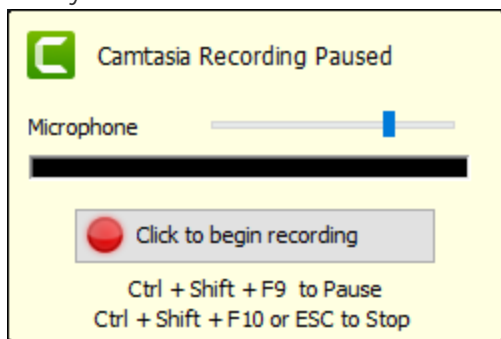 Camtasia Recording Paused
Microphone
Click to begin recording
Ctrl + Shift + F9 to Pause
Ctrl + Shift + F10 or ESC to Stop